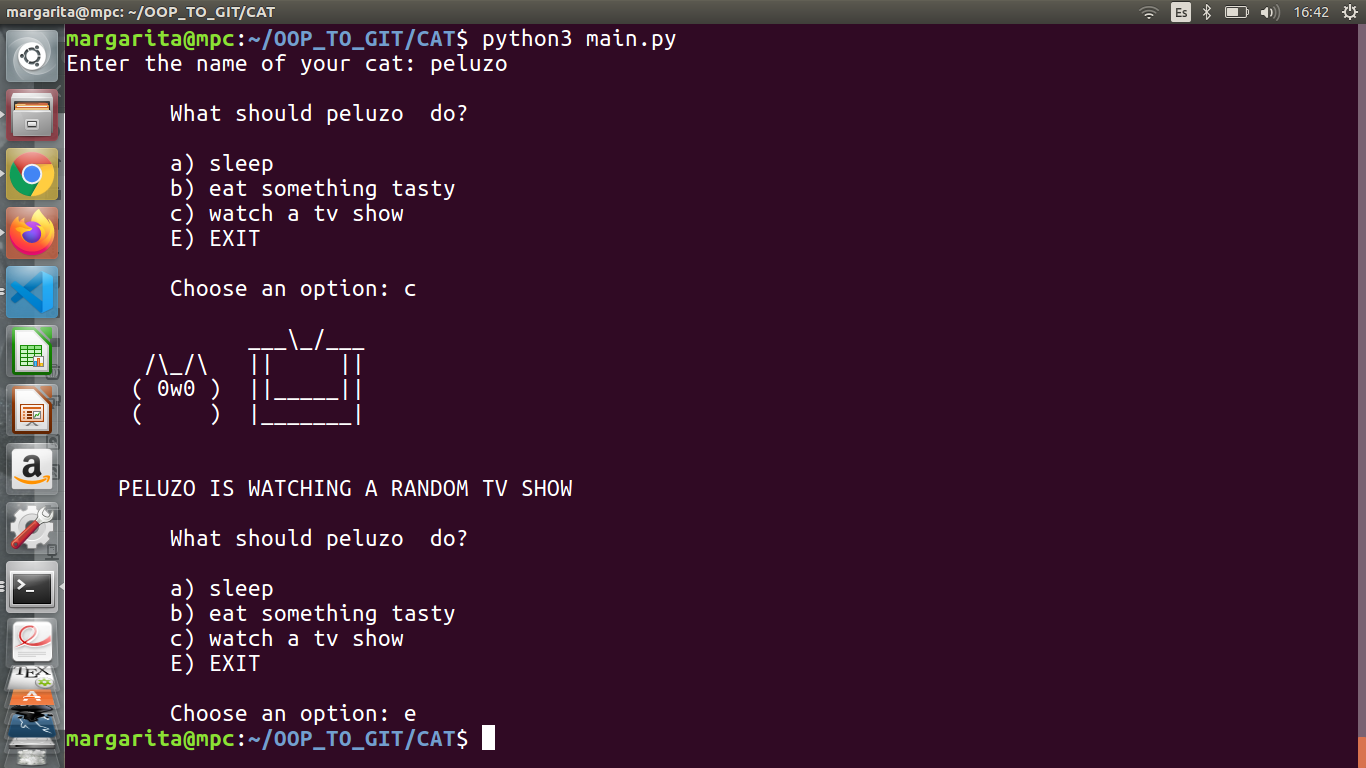 margarita@mpc: ~/OOP_TO_GIT/CAT
Es
16:42
margarita@mpc:~/OOP_TO_GIT/CAT$ python3 main.py
Enter the name of your cat: peluzo
        What should peluzo  do?
        a) sleep
        b) eat something tasty
        c) watch a tv show
        E) EXIT
        Choose an option: c
              ___\_/___
      /\_/\   ||     ||
     ( 0w0 )  ||_____||
     (     )  |_______|
    PELUZO IS WATCHING A RANDOM TV SHOW
        What should peluzo  do?
        a) sleep
        b) eat something tasty
        c) watch a tv show
        E) EXIT
        Choose an option: e
margarita@mpc:~/OOP_TO_GIT/CAT$
a
>_
TEX
A